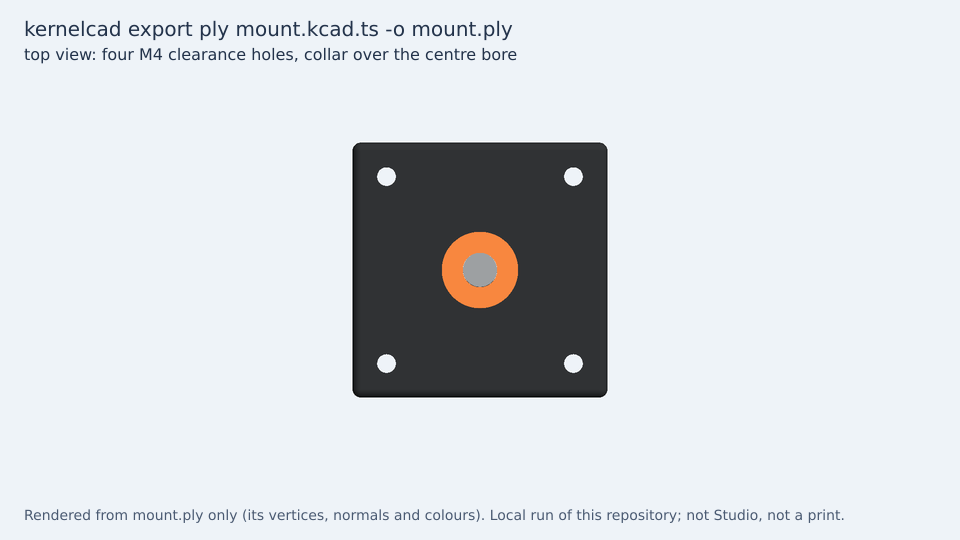 kernelcad export ply mount.kcad.ts -o mount.ply
top view: four M4 clearance holes, collar over the centre bore
Rendered from mount.ply only (its vertices, normals and colours). Local run of this repository; not Studio, not a print.